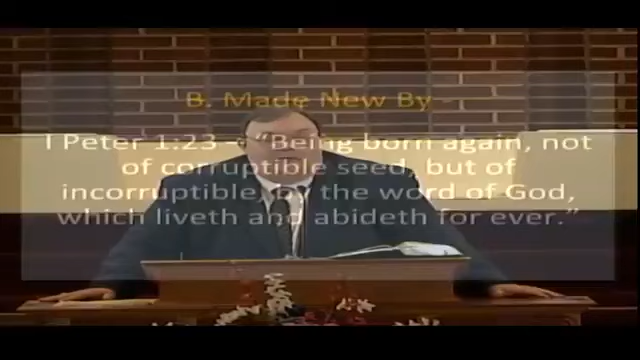 B. Made New By -
I Peter 1:23 - “Being born again, not
of corruptible seed, but of
incorruptible, by the word of God,
which liveth and abideth for ever.”